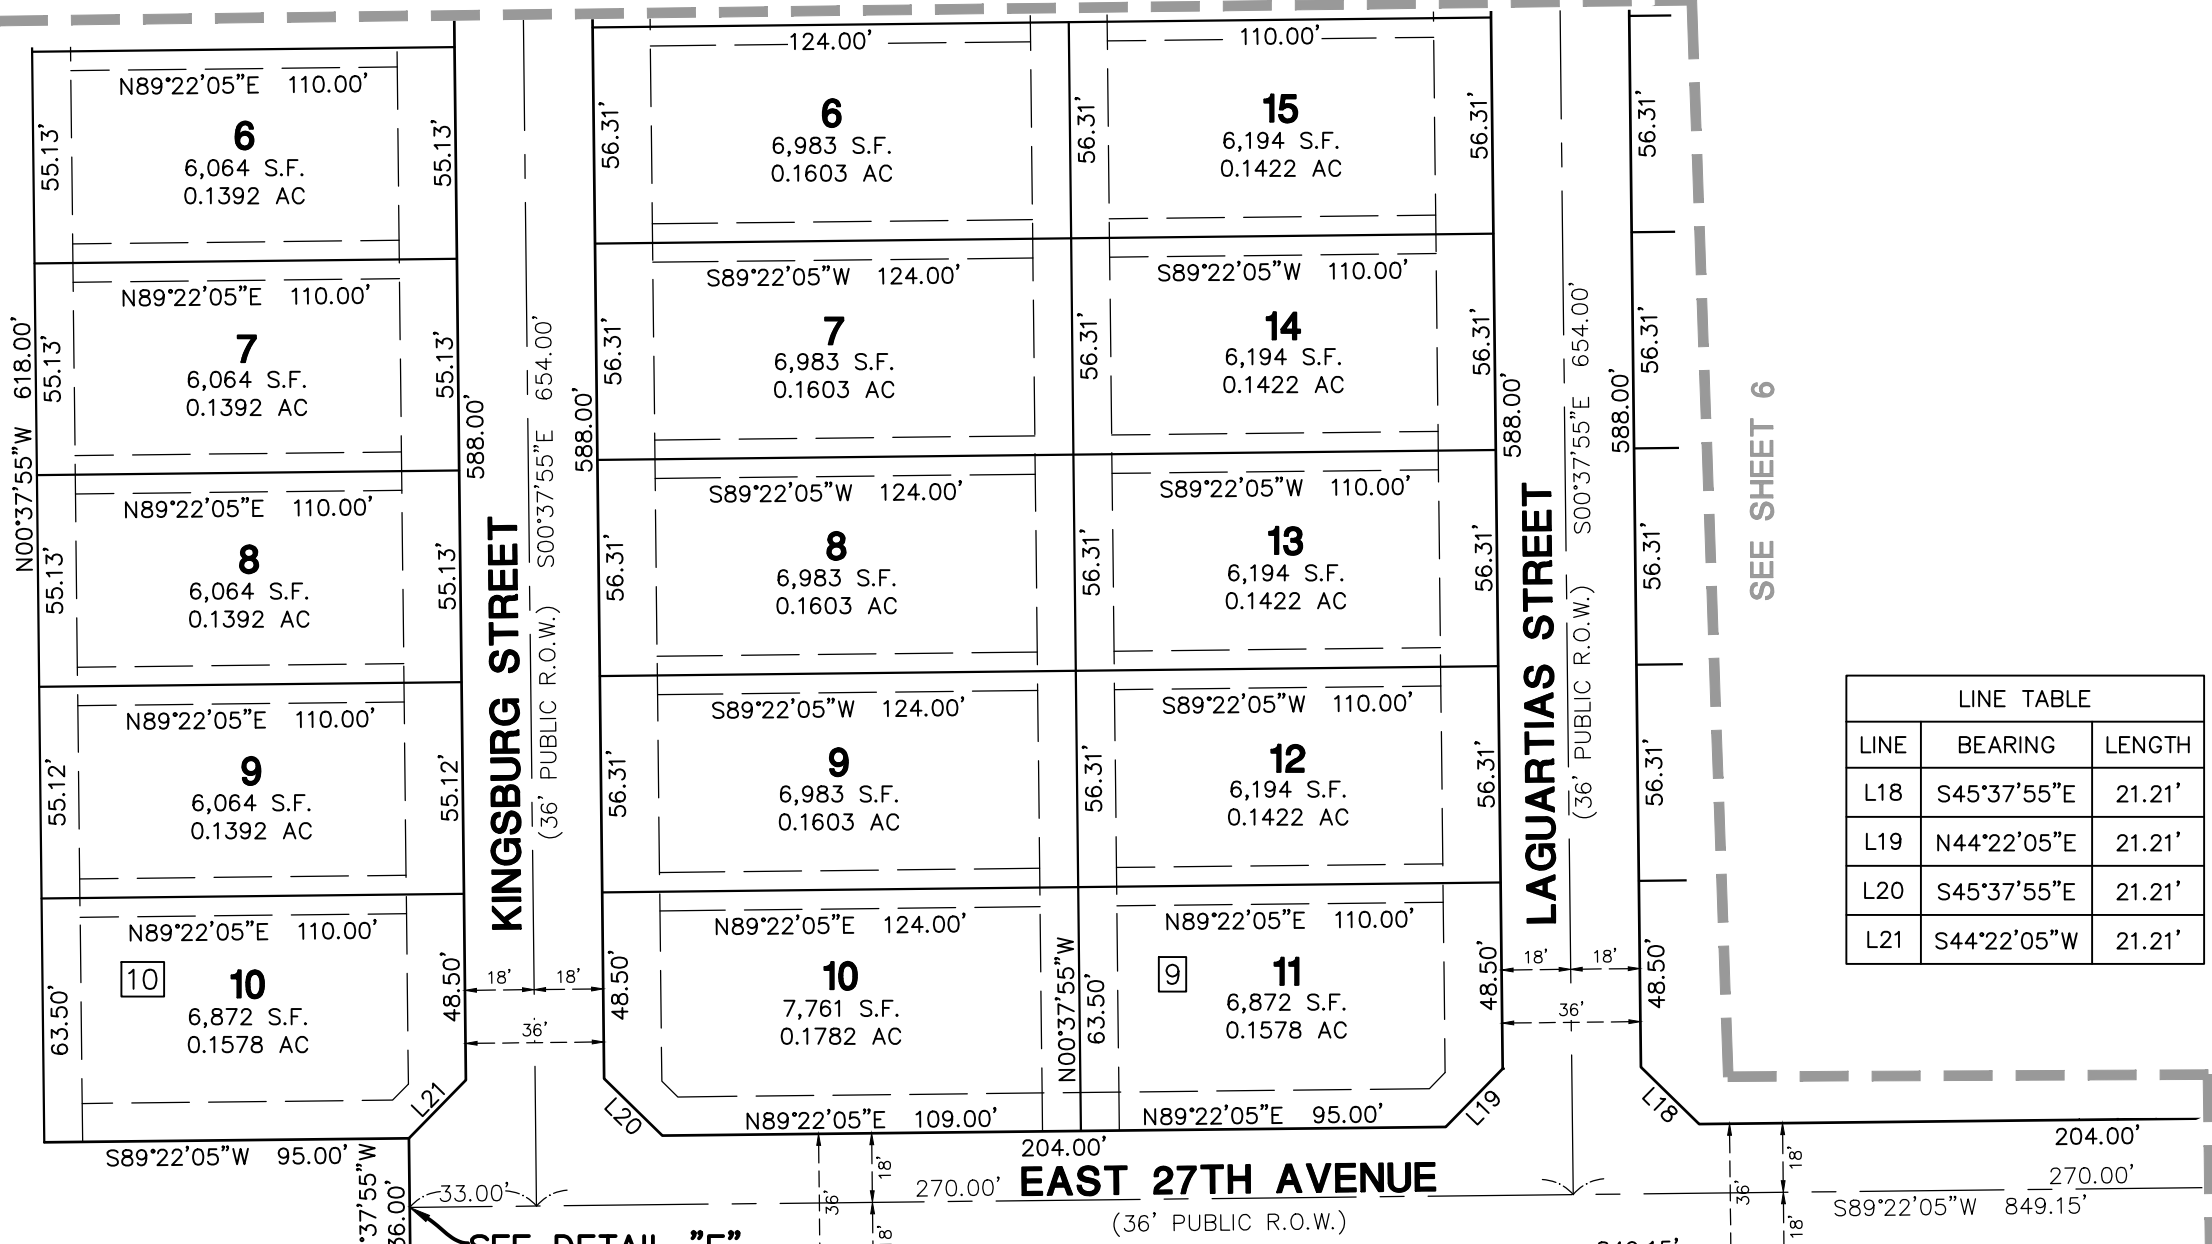 N89°22'05"E 110.00'
55.13'
6
6,064 S.F.
0.1392 AC
55.13'
N00°37'55"W 618.00'
N89°22'05"E 110.00'
55.13'
7
6,064 S.F.
0.1392 AC
55.13'
588.00'
N89°22'05"E 110.00'
55.13'
8
6,064 S.F.
0.1392 AC
55.13'
N89°22'05"E 110.00'
55.12'
9
6,064 S.F.
0.1392 AC
55.12'
N89°22'05"E 110.00'
63.50'
10
10
6,872 S.F.
0.1578 AC
48.50'
L21
S89°22'05"W 95.00'
°37'55"W
36.00'
33.00'
SEE DETAIL "F"
KINGSBURG STREET
(36' PUBLIC R.O.W.) S00°37'55"E 654.00'
18' 18'
36'
124.00'
56.31'
6
6,983 S.F.
0.1603 AC
56.31'
S89°22'05"W 124.00'
588.00'
56.31'
7
6,983 S.F.
0.1603 AC
56.31'
S89°22'05"W 124.00'
56.31'
8
6,983 S.F.
0.1603 AC
56.31'
S89°22'05"W 124.00'
56.31'
9
6,983 S.F.
0.1603 AC
56.31'
N89°22'05"E 124.00'
48.50'
10
7,761 S.F.
0.1782 AC
N00°37'55"W
63.50'
L20
N89°22'05"E 109.00'
110.00'
15
6,194 S.F.
0.1422 AC
56.31'
S89°22'05"W 110.00'
14
6,194 S.F.
0.1422 AC
56.31'
588.00'
S89°22'05"W 110.00'
13
6,194 S.F.
0.1422 AC
56.31'
S89°22'05"W 110.00'
12
6,194 S.F.
0.1422 AC
56.31'
N89°22'05"E 110.00'
9
11
6,872 S.F.
0.1578 AC
48.50'
L19
N89°22'05"E 95.00'
204.00'
LAGUARTIAS STREET
(36' PUBLIC R.O.W.) S00°37'55"E 654.00'
18' 18'
36'
56.31'
56.31'
588.00'
56.31'
56.31'
48.50'
L18
SEE SHEET 6
LINE TABLE
LINE BEARING LENGTH
L18 S45°37'55"E 21.21'
L19 N44°22'05"E 21.21'
L20 S45°37'55"E 21.21'
L21 S44°22'05"W 21.21'
18'
36'
18
270.00'
EAST 27TH AVENUE
(36' PUBLIC R.O.W.)
204.00'
18'
36'
18'
270.00'
S89°22'05"W 849.15'